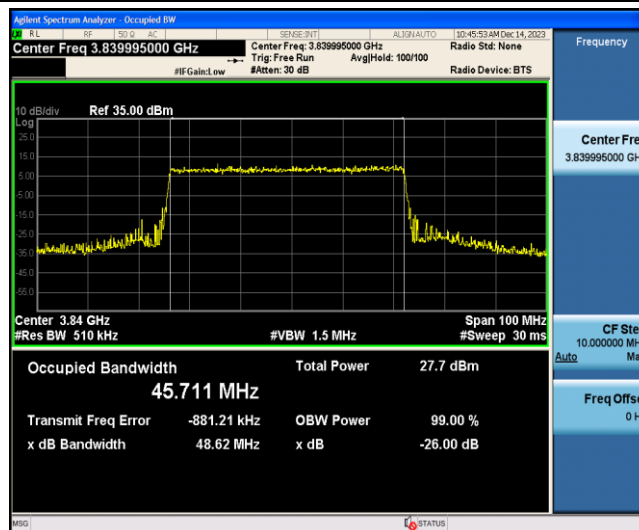 Agilent Spectrum Analyzer - Occupied BW
RL RF 50 Ω AC SENSE:INT ALIGNAUTO 10:45:53 AM Dec 14, 2023
Center Freq 3.839995000 GHz Center Freq: 3.839995000 GHz Radio Std: None
Trig: Free Run Avg|Hold: 100/100
#IFGain:Low #Atten: 30 dB Radio Device: BTS
10 dB/div Ref 35.00 dBm
Log
25.0
15.0
5.00
-5.00
-15.0
-25.0
-35.0
-45.0
-55.0
Center 3.84 GHz Span 100 MHz
#Res BW 510 kHz #VBW 1.5 MHz #Sweep 30 ms
Occupied Bandwidth Total Power 27.7 dBm
45.711 MHz
Transmit Freq Error -881.21 kHz OBW Power 99.00 %
x dB Bandwidth 48.62 MHz x dB -26.00 dB
MSG STATUS
Frequency
Center Fre
3.839995000 GH
CF Ste
10.000000 MH
Auto Ma
Freq Offse
0 H